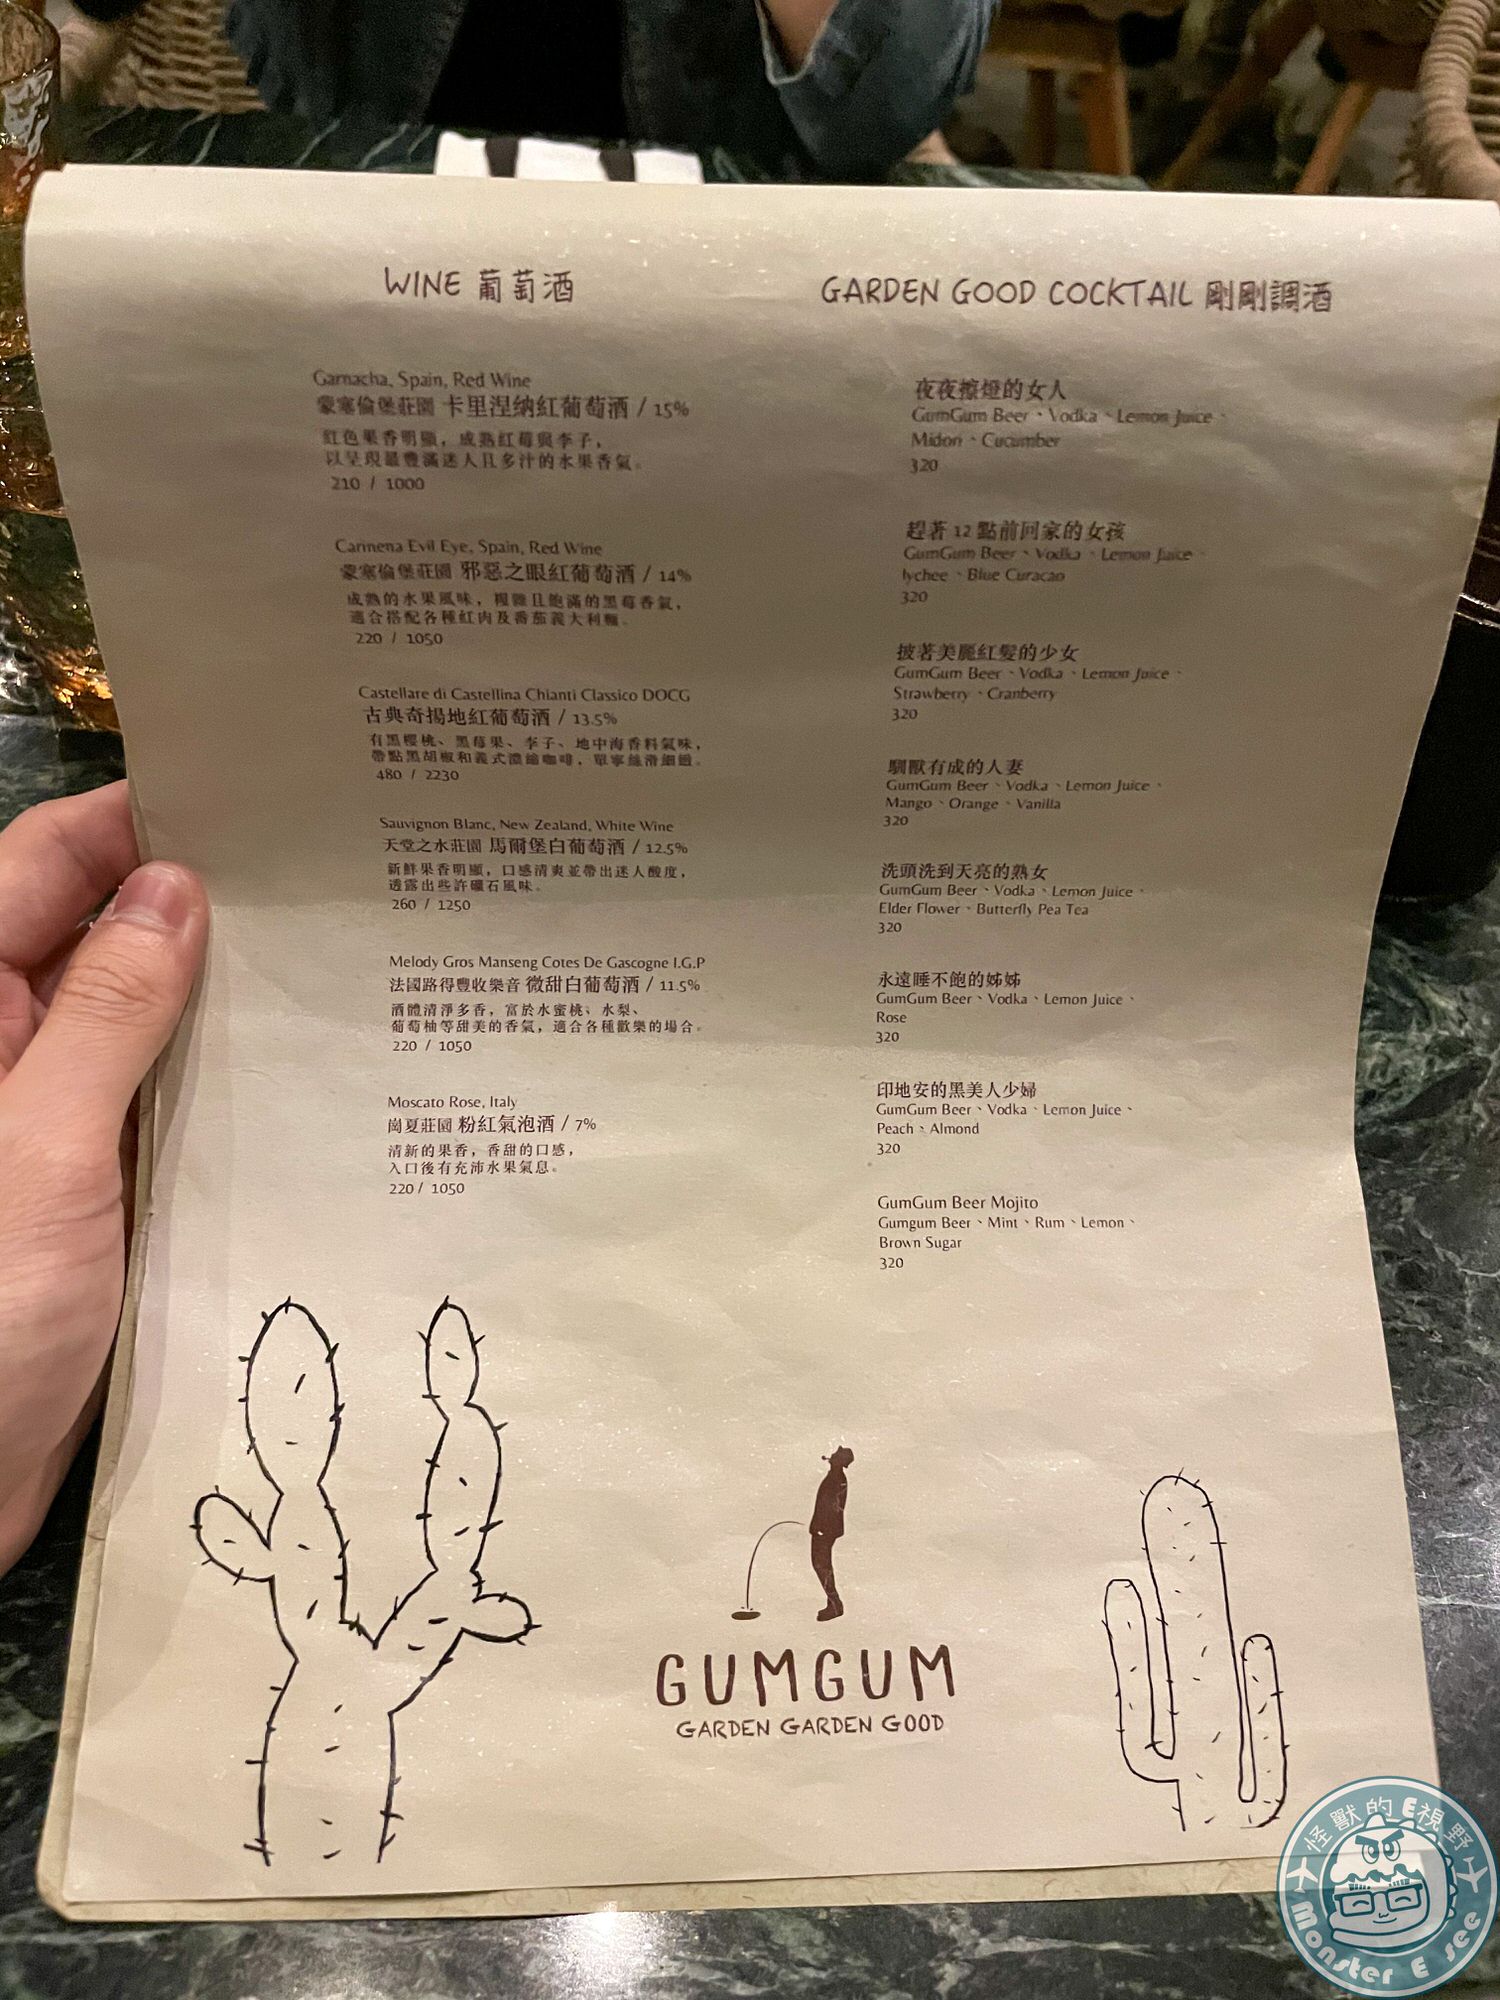 WINE 葡萄酒
Garnacha, Spain, Red Wine
蒙塞倫堡莊園 卡里涅納紅葡萄酒 / 15%
紅色果香明顯，成熟紅莓與李子，
以呈現最豐滿迷人且多汁的水果香氣。
210 / 1000
Carinena Evil Eye, Spain, Red Wine
蒙塞倫堡莊園 邪惡之眼紅葡萄酒 / 14%
成熟的水果風味，複雜且飽滿的黑莓香氣，
適合搭配各種紅肉及番茄義大利麵。
220 / 1050
Castellare di Castellina Chianti Classico DOCG
古典奇揚地紅葡萄酒 / 13.5%
有黑櫻桃、黑莓果、李子、地中海香料氣味，
帶點黑胡椒和義式濃縮咖啡，單寧絲滑細緻。
480 / 2230
Sauvignon Blanc, New Zealand, White Wine
天堂之水莊園 馬爾堡白葡萄酒 / 12.5%
新鮮果香明顯，口感清爽並帶出迷人酸度，
透露出些許礦石風味。
260 / 1250
Melody Gros Manseng Cotes De Gascogne I.G.P
法國路得豐收樂音 微甜白葡萄酒 / 11.5%
酒體清淨多香，富於水蜜桃、水梨、
葡萄柚等甜美的香氣，適合各種歡樂的場合。
220 / 1050
Moscato Rose, Italy
崗夏莊園 粉紅氣泡酒 / 7%
清新的果香，香甜的口感，
入口後有充沛水果氣息。
220 / 1050
GARDEN GOOD COCKTAIL 剛剛調酒
夜夜擦燈的女人
GumGum Beer、Vodka、Lemon Juice、
Midori、Cucumber
320
趕著 12 點前回家的女孩
GumGum Beer、Vodka、Lemon Juice、
lychee、Blue Curacao
320
披著美麗紅髮的少女
GumGum Beer、Vodka、Lemon Juice、
Strawberry、Cranberry
320
馴獸有成的人妻
GumGum Beer、Vodka、Lemon Juice、
Mango、Orange、Vanilla
320
洗頭洗到天亮的熟女
GumGum Beer、Vodka、Lemon Juice、
Elder Flower、Butterfly Pea Tea
320
永遠睡不飽的姊姊
GumGum Beer、Vodka、Lemon Juice、
Rose
320
印地安的黑美人少婦
GumGum Beer、Vodka、Lemon Juice、
Peach、Almond
320
GumGum Beer Mojito
Gumgum Beer、Mint、Rum、Lemon、
Brown Sugar
320
GUMGUM
GARDEN GARDEN GOOD
怪獸的E視野
Monster E see